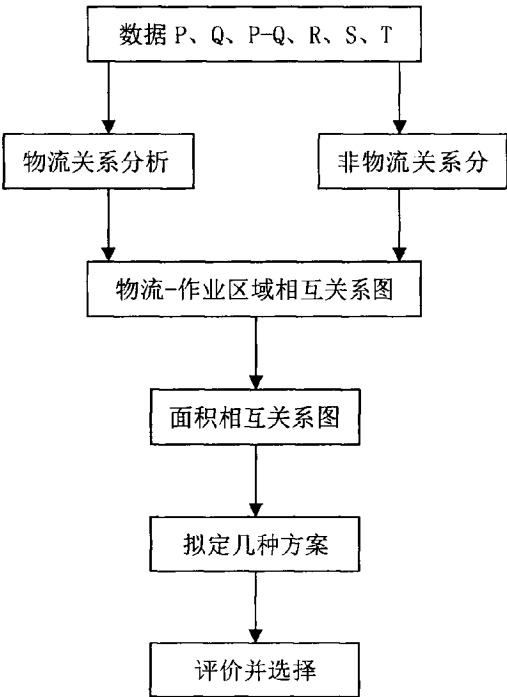 数据 P、Q、P-Q、R、S、T
物流关系分析
非物流关系分
物流-作业区域相互关系图
面积相互关系图
拟定几种方案
评价并选择